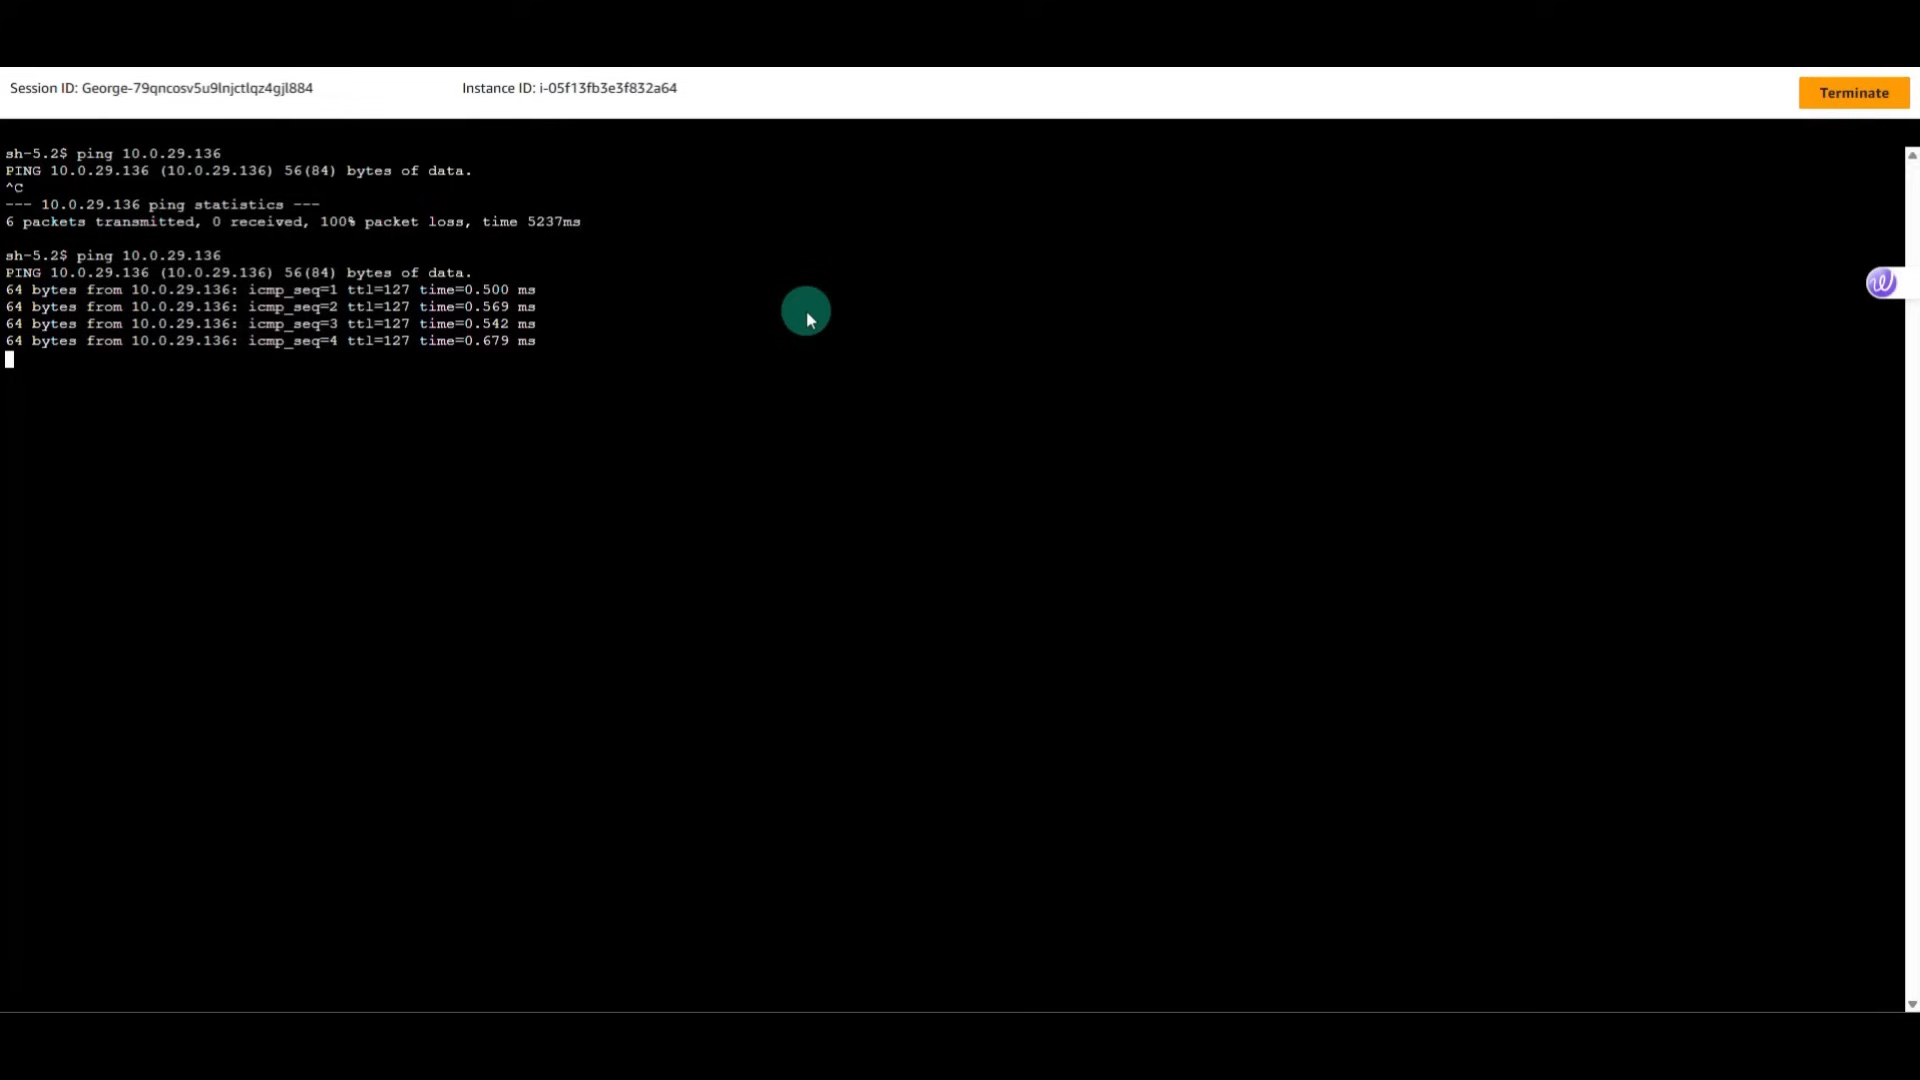 Session ID: George-79qncosv5u9lnjctlqz4gjl884 Instance ID: i-05f13fb3e3f832a64 Terminate
sh-5.2$ ping 10.0.29.136
PING 10.0.29.136 (10.0.29.136) 56(84) bytes of data.
^C
--- 10.0.29.136 ping statistics ---
6 packets transmitted, 0 received, 100% packet loss, time 5237ms
sh-5.2$ ping 10.0.29.136
PING 10.0.29.136 (10.0.29.136) 56(84) bytes of data.
64 bytes from 10.0.29.136: icmp_seq=1 ttl=127 time=0.500 ms
64 bytes from 10.0.29.136: icmp_seq=2 ttl=127 time=0.569 ms
64 bytes from 10.0.29.136: icmp_seq=3 ttl=127 time=0.542 ms
64 bytes from 10.0.29.136: icmp_seq=4 ttl=127 time=0.679 ms